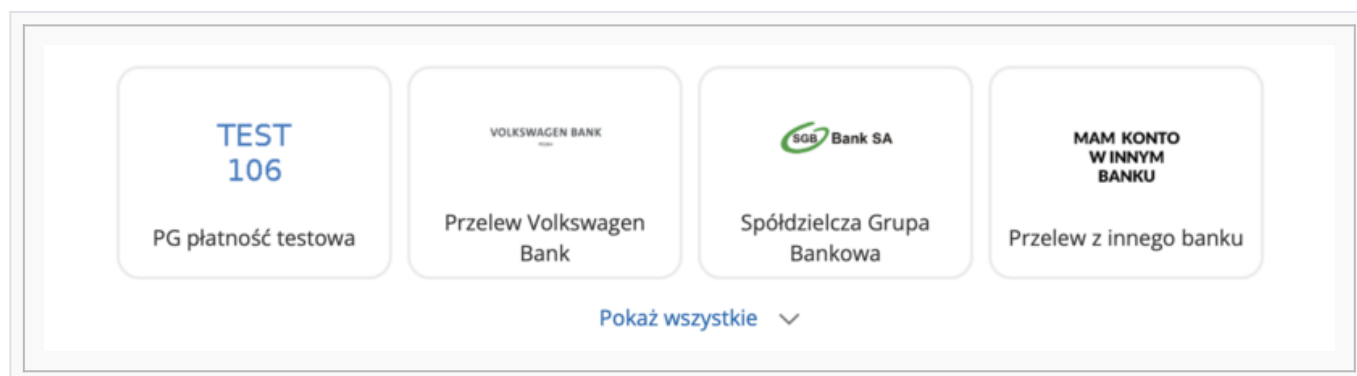 TEST
106
PG płatność testowa
VOLKSWAGEN BANK
Przelew Volkswagen
Bank
SGB Bank SA
Spółdzielcza Grupa
Bankowa
MAM KONTO
W INNYM
BANKU
Przelew z innego banku
Pokaż wszystkie